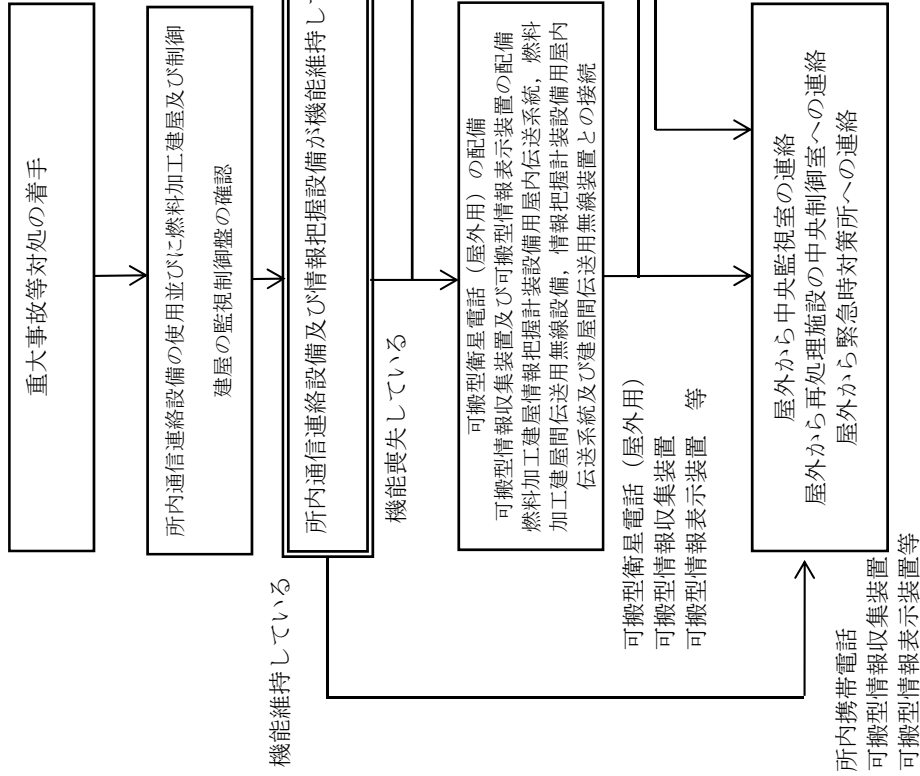 重大事故等対処の着手
所内通信連絡設備の使用並びに燃料加工建屋及び制御
建屋の監視制御盤の確認
所内通信連絡設備及び情報把握設備が機能維持し
機能維持している
機能喪失している
可搬型衛星電話（屋外用）の配備
可搬型情報収集装置及び可搬型情報表示装置の配備
燃料加工建屋情報把握計装設備用屋内伝送系統，燃料
加工建屋間伝送用無線設備，情報把握計装設備用屋内
伝送系統及び建屋間伝送用無線装置との接続
可搬型衛星電話（屋外用）
可搬型情報収集装置
可搬型情報表示装置　等
屋外から中央監視室の連絡
屋外から再処理施設の中央制御室への連絡
屋外から緊急時対策所への連絡
所内携帯電話
可搬型情報収集装置
可搬型情報表示装置等